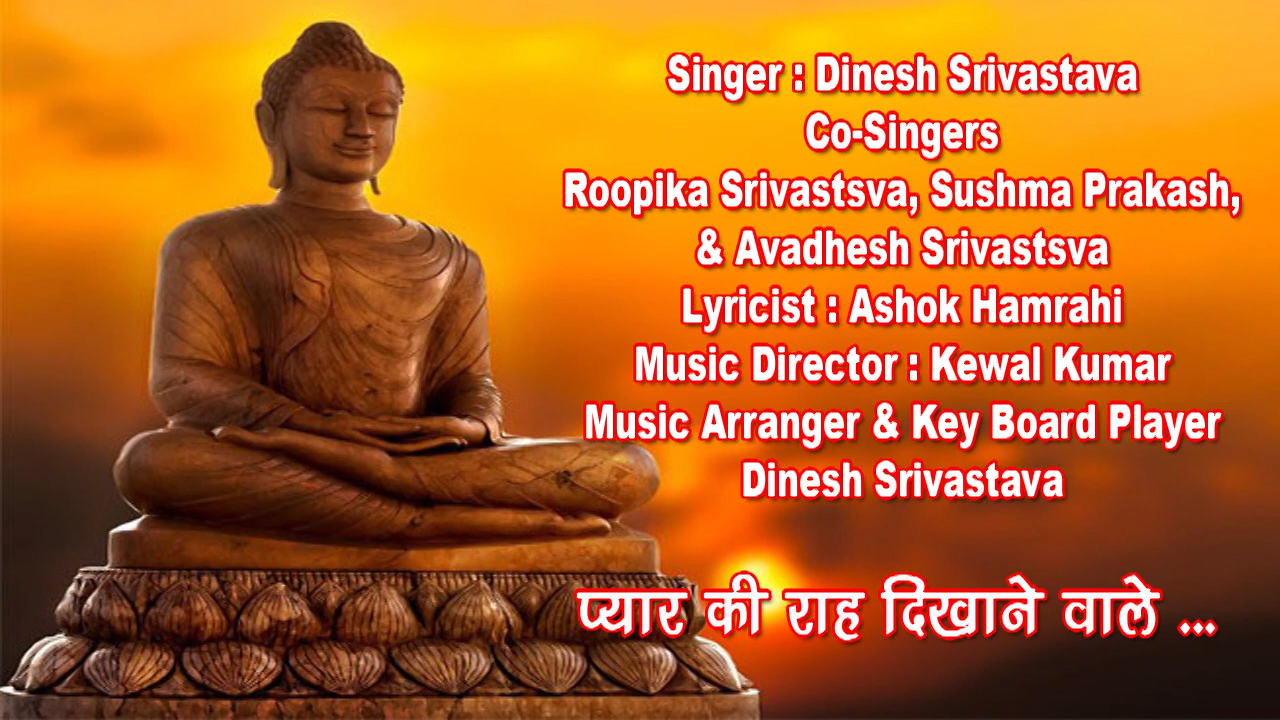 Singer : Dinesh Srivastava
Co-Singers
Roopika Srivastsva, Sushma Prakash,
& Avadhesh Srivastsva
Lyricist : Ashok Hamrahi
Music Director : Kewal Kumar
Music Arranger & Key Board Player
Dinesh Srivastava
प्यार की राह दिखाने वाले ...